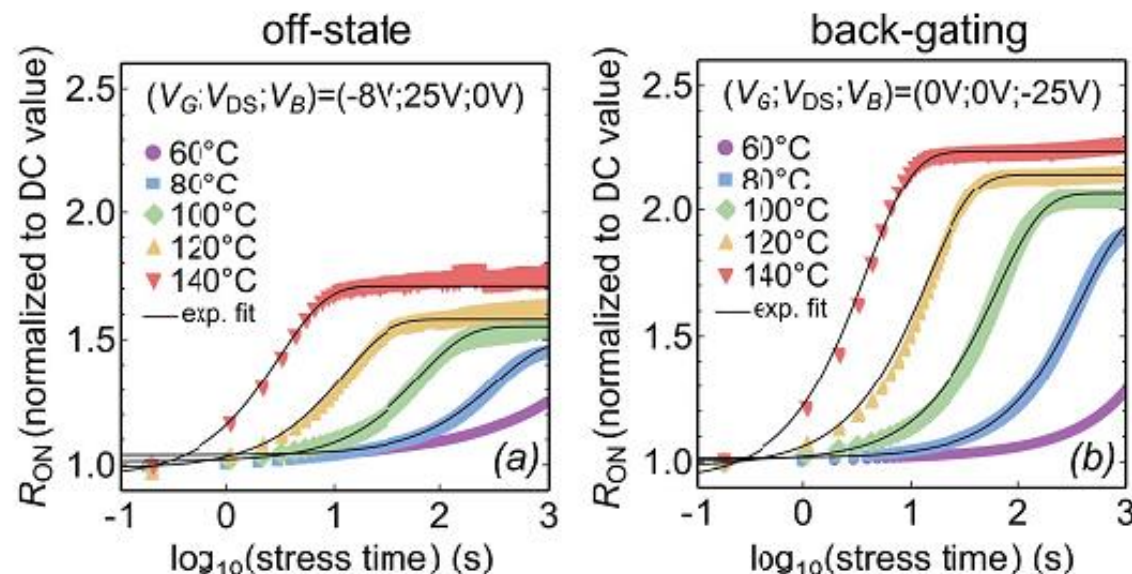 off-state
R_ON (normalized to DC value)
2.5
2.0
1.5
1.0
(V_G;V_DS;V_B)=(-8V;25V;0V)
60°C
80°C
100°C
120°C
140°C
exp. fit
(a)
-1 0 1 2 3
log₁₀(stress time) (s)
back-gating
R_ON (normalized to DC value)
2.5
2.0
1.5
1.0
(V_G;V_DS;V_B)=(0V;0V;-25V)
60°C
80°C
100°C
120°C
140°C
exp. fit
(b)
-1 0 1 2 3
log₁₀(stress time) (s)